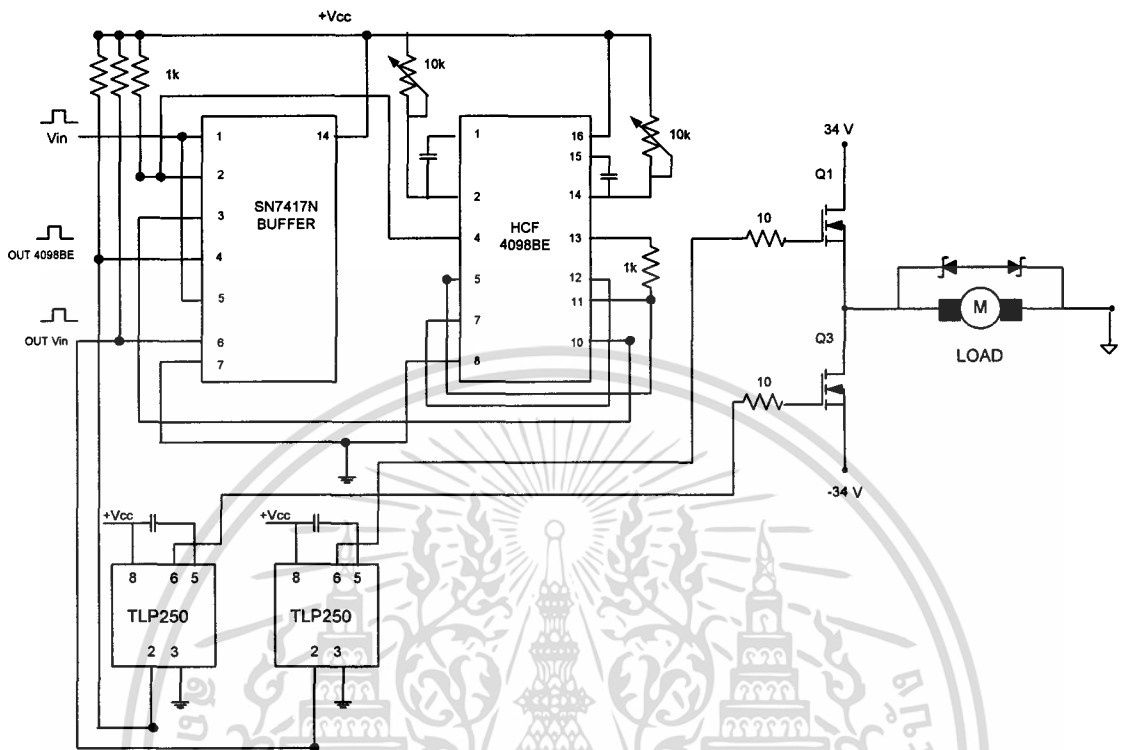 +Vcc
1k
10k
10k
Vin
1
14
2
SN7417N
BUFFER
3
OUT 4098BE
4
5
OUT Vin
6
7
1
16
15
2
14
HCF
4098BE
13
4
1k
5
12
11
7
10
8
34 V
Q1
10
M
LOAD
Q3
10
-34 V
+Vcc
8
6
5
TLP250
2
3
+Vcc
8
6
5
TLP250
2
3